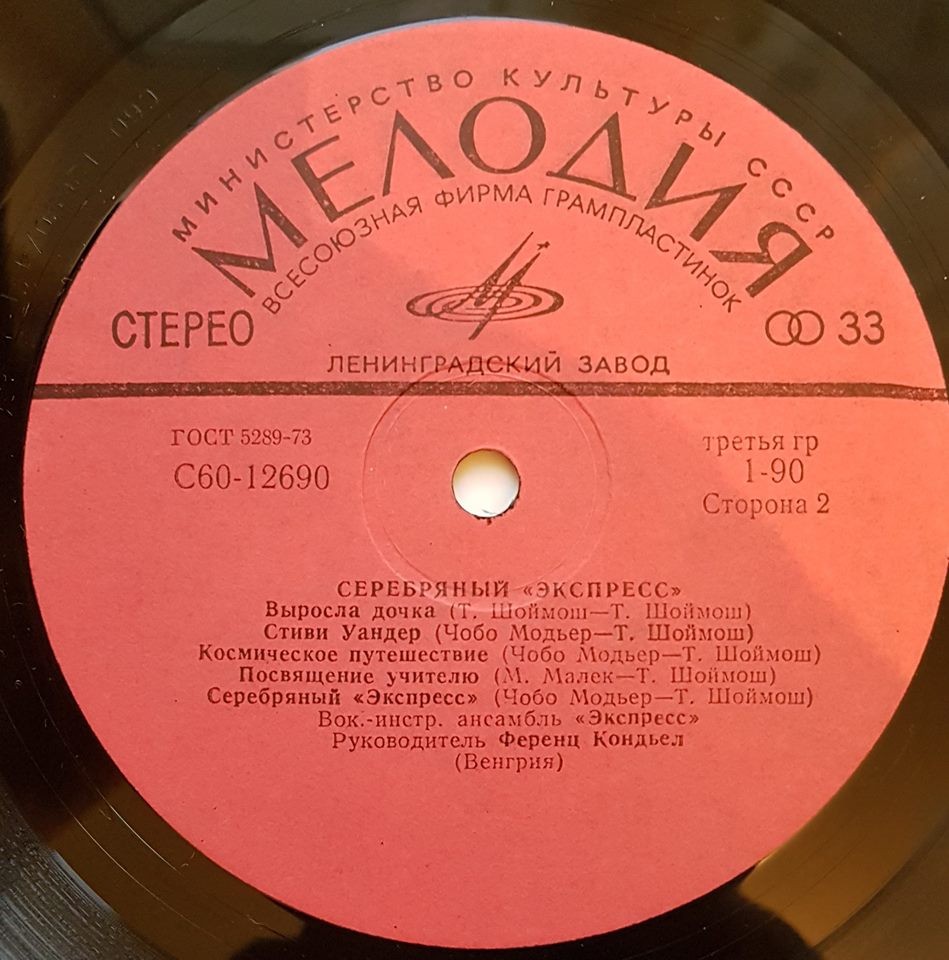 МИНИСТЕРСТВО КУЛЬТУРЫ СССР
МЕЛОДИЯ
ВСЕСОЮЗНАЯ ФИРМА ГРАМПЛАСТИНОК
СТЕРЕО
33
ЛЕНИНГРАДСКИЙ ЗАВОД
ГОСТ 5289-73
С60-12690
третья гр
1-90
Сторона 2
СЕРЕБРЯНЫЙ «ЭКСПРЕСС»
Выросла дочка (Т. Шоймош—Т. Шоймош)
Стиви Уандер (Чобо Модьер—Т. Шоймош)
Космическое путешествие (Чобо Модьер—Т. Шоймош)
Посвящение учителю (М. Малек—Т. Шоймош)
Серебряный «Экспресс» (Чобо Модьер—Т. Шоймош)
Вок.-инстр. ансамбль «Экспресс»
Руководитель Ференц Кондьел
(Венгрия)